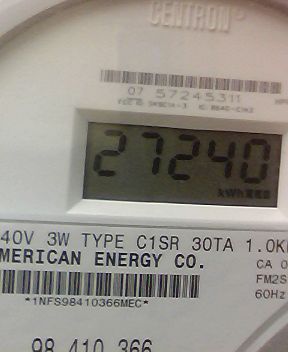 CENTRON®
07 57245311
27240
kWh
40V 3W TYPE C1SR 30TA 1.0K
MERICAN ENERGY CO.
CA 0
FM2S
60Hz
*1NFS98410366MEC*
98 410 366